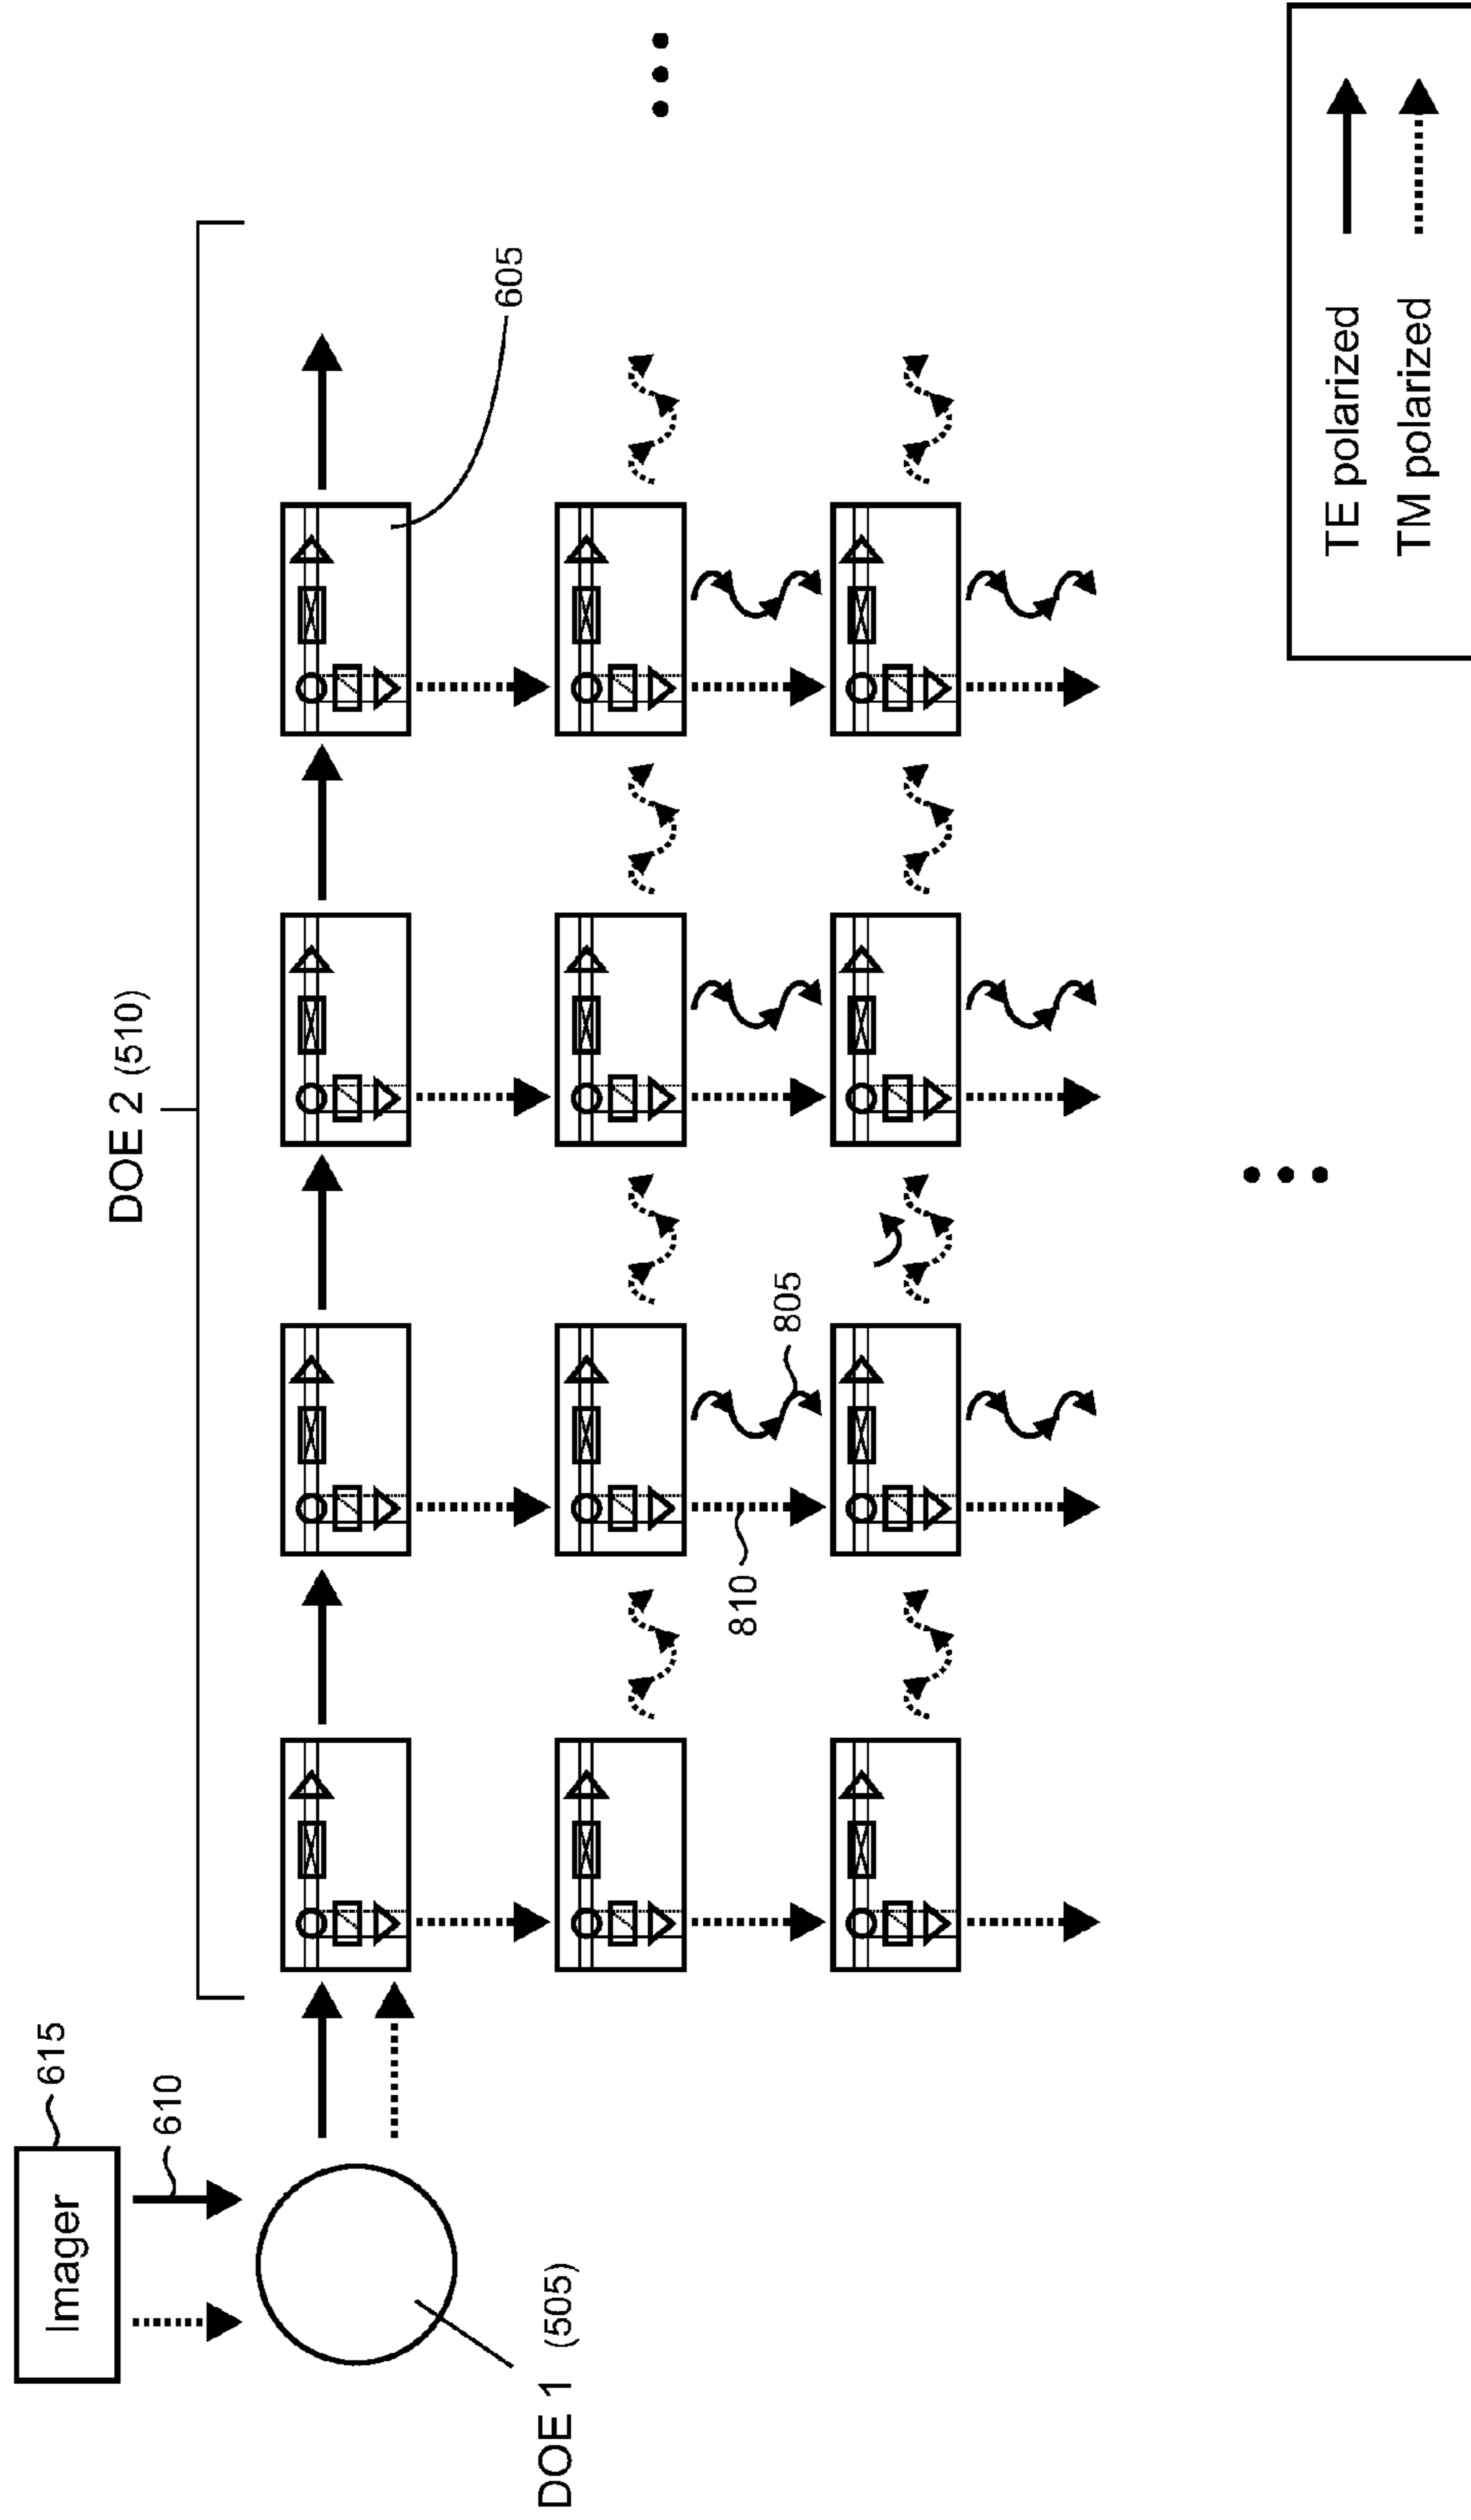 Imager
615
610
DOE 1 (505)
DOE 2 (510)
605
805
810
TE polarized
TM polarized